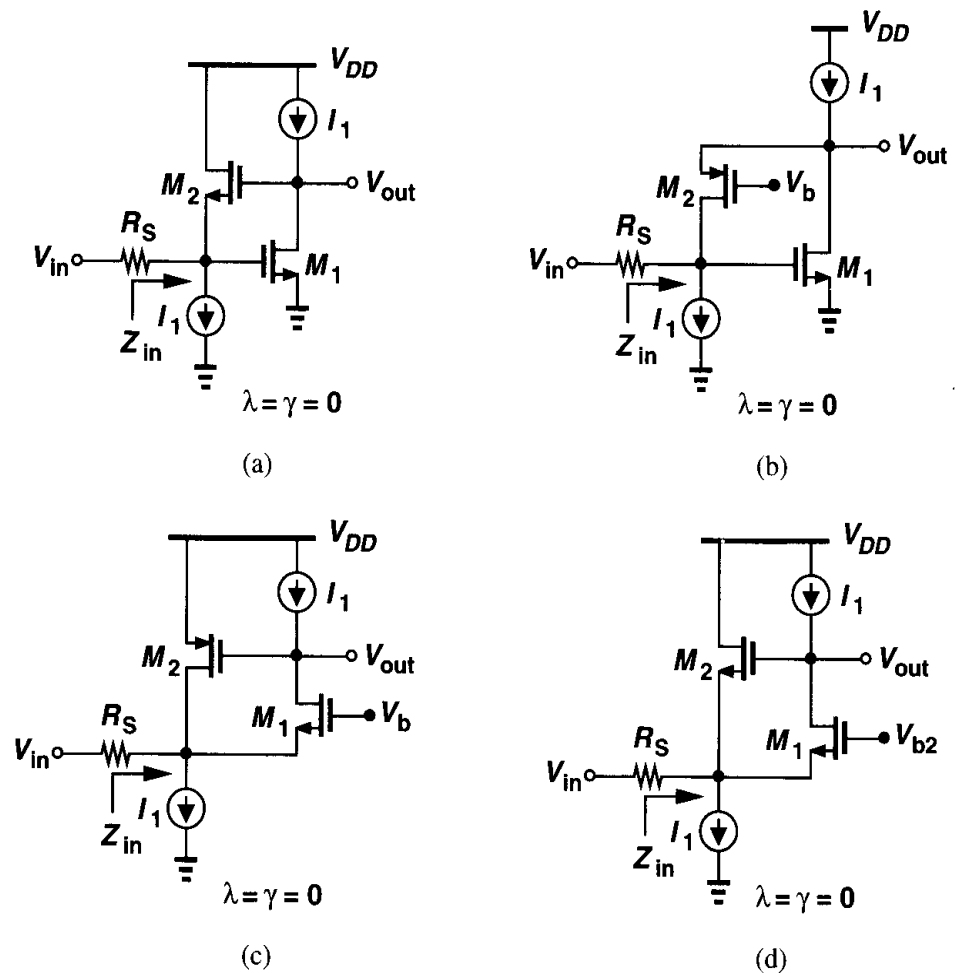 V_DD
I_1
M_2
V_out
R_S
V_in
M_1
I_1
Z_in
λ = γ = 0
(a)
V_DD
I_1
V_out
M_2
V_b
R_S
V_in
M_1
I_1
Z_in
λ = γ = 0
(b)
V_DD
I_1
M_2
V_out
M_1
V_b
R_S
V_in
I_1
Z_in
λ = γ = 0
(c)
V_DD
I_1
M_2
V_out
M_1
V_b2
R_S
V_in
I_1
Z_in
λ = γ = 0
(d)